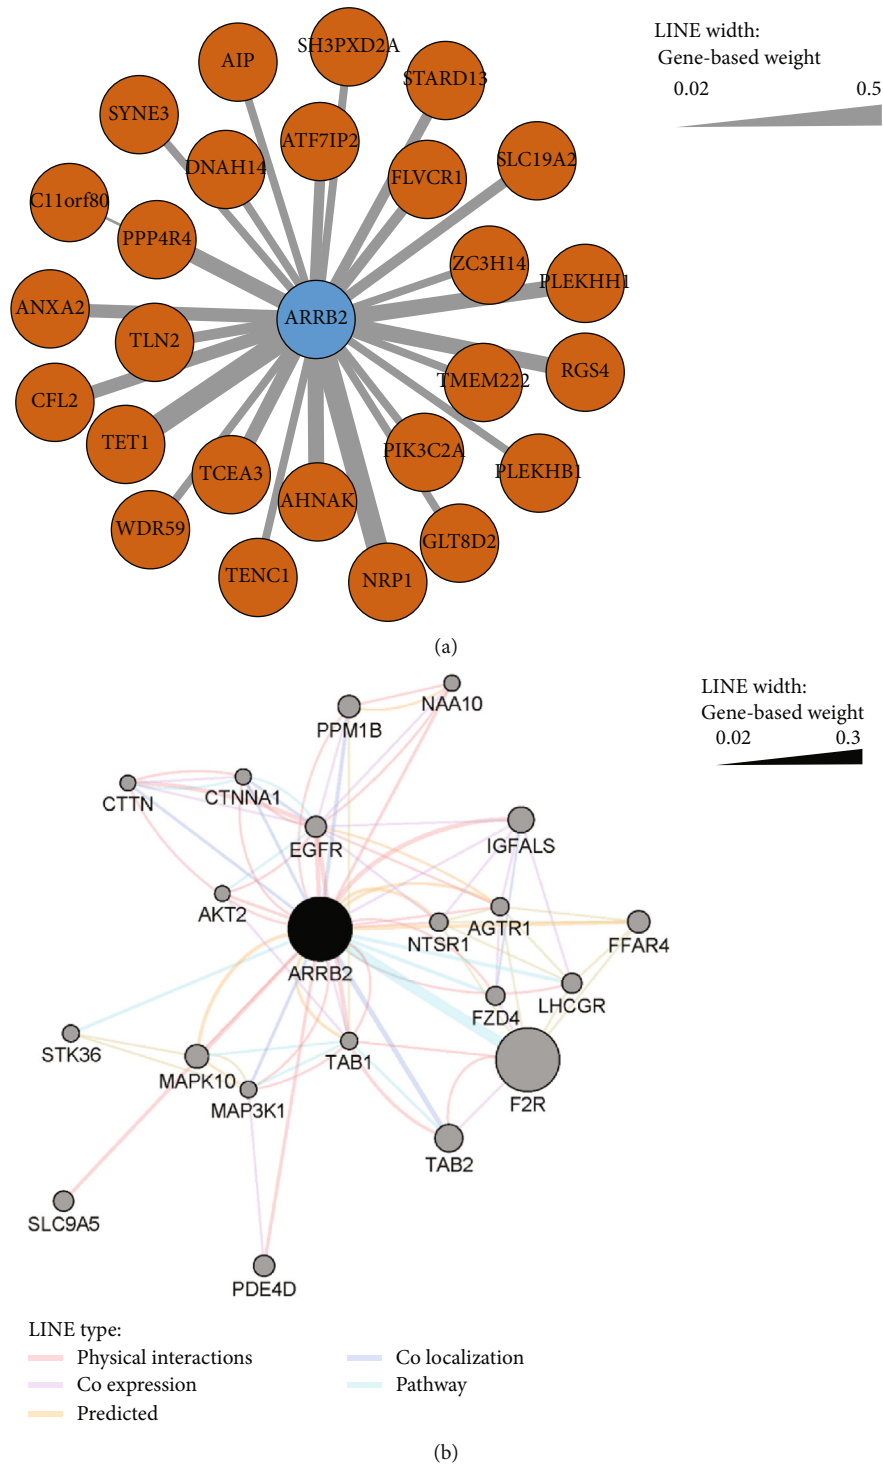 LINE width:
Gene-based weight
0.02 0.5
SH3PXD2A
AIP
STARD13
SYNE3
ATF7IP2
DNAH14
SLC19A2
FLVCR1
C11orf80
PPP4R4
ZC3H14
PLEKHH1
ANXA2
ARRB2
TLN2
RGS4
TMEM222
CFL2
TET1
PIK3C2A
TCEA3
PLEKHB1
AHNAK
WDR59
GLT8D2
TENC1
NRP1
(a)
LINE width:
Gene-based weight
0.02 0.3
NAA10
PPM1B
CTNNA1
CTTN
EGFR
IGFALS
AKT2
AGTR1
NTSR1
FFAR4
ARRB2
LHCGR
FZD4
STK36
TAB1
MAPK10
F2R
MAP3K1
TAB2
SLC9A5
PDE4D
LINE type:
Physical interactions
Co localization
Co expression
Pathway
Predicted
(b)